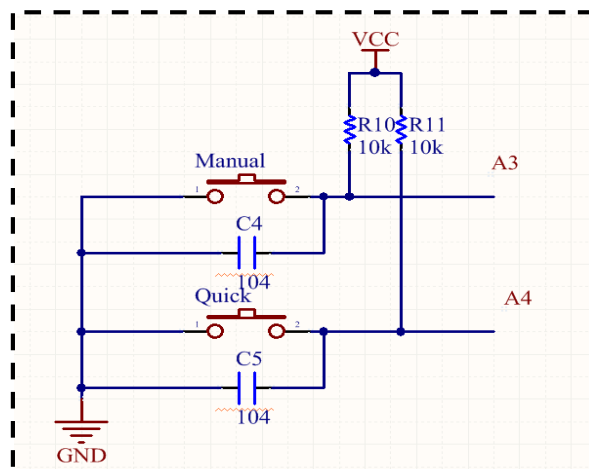 VCC
R10 R11
10k 10k
Manual
A3
1 2
C4
104
Quick
A4
1 2
C5
104
GND